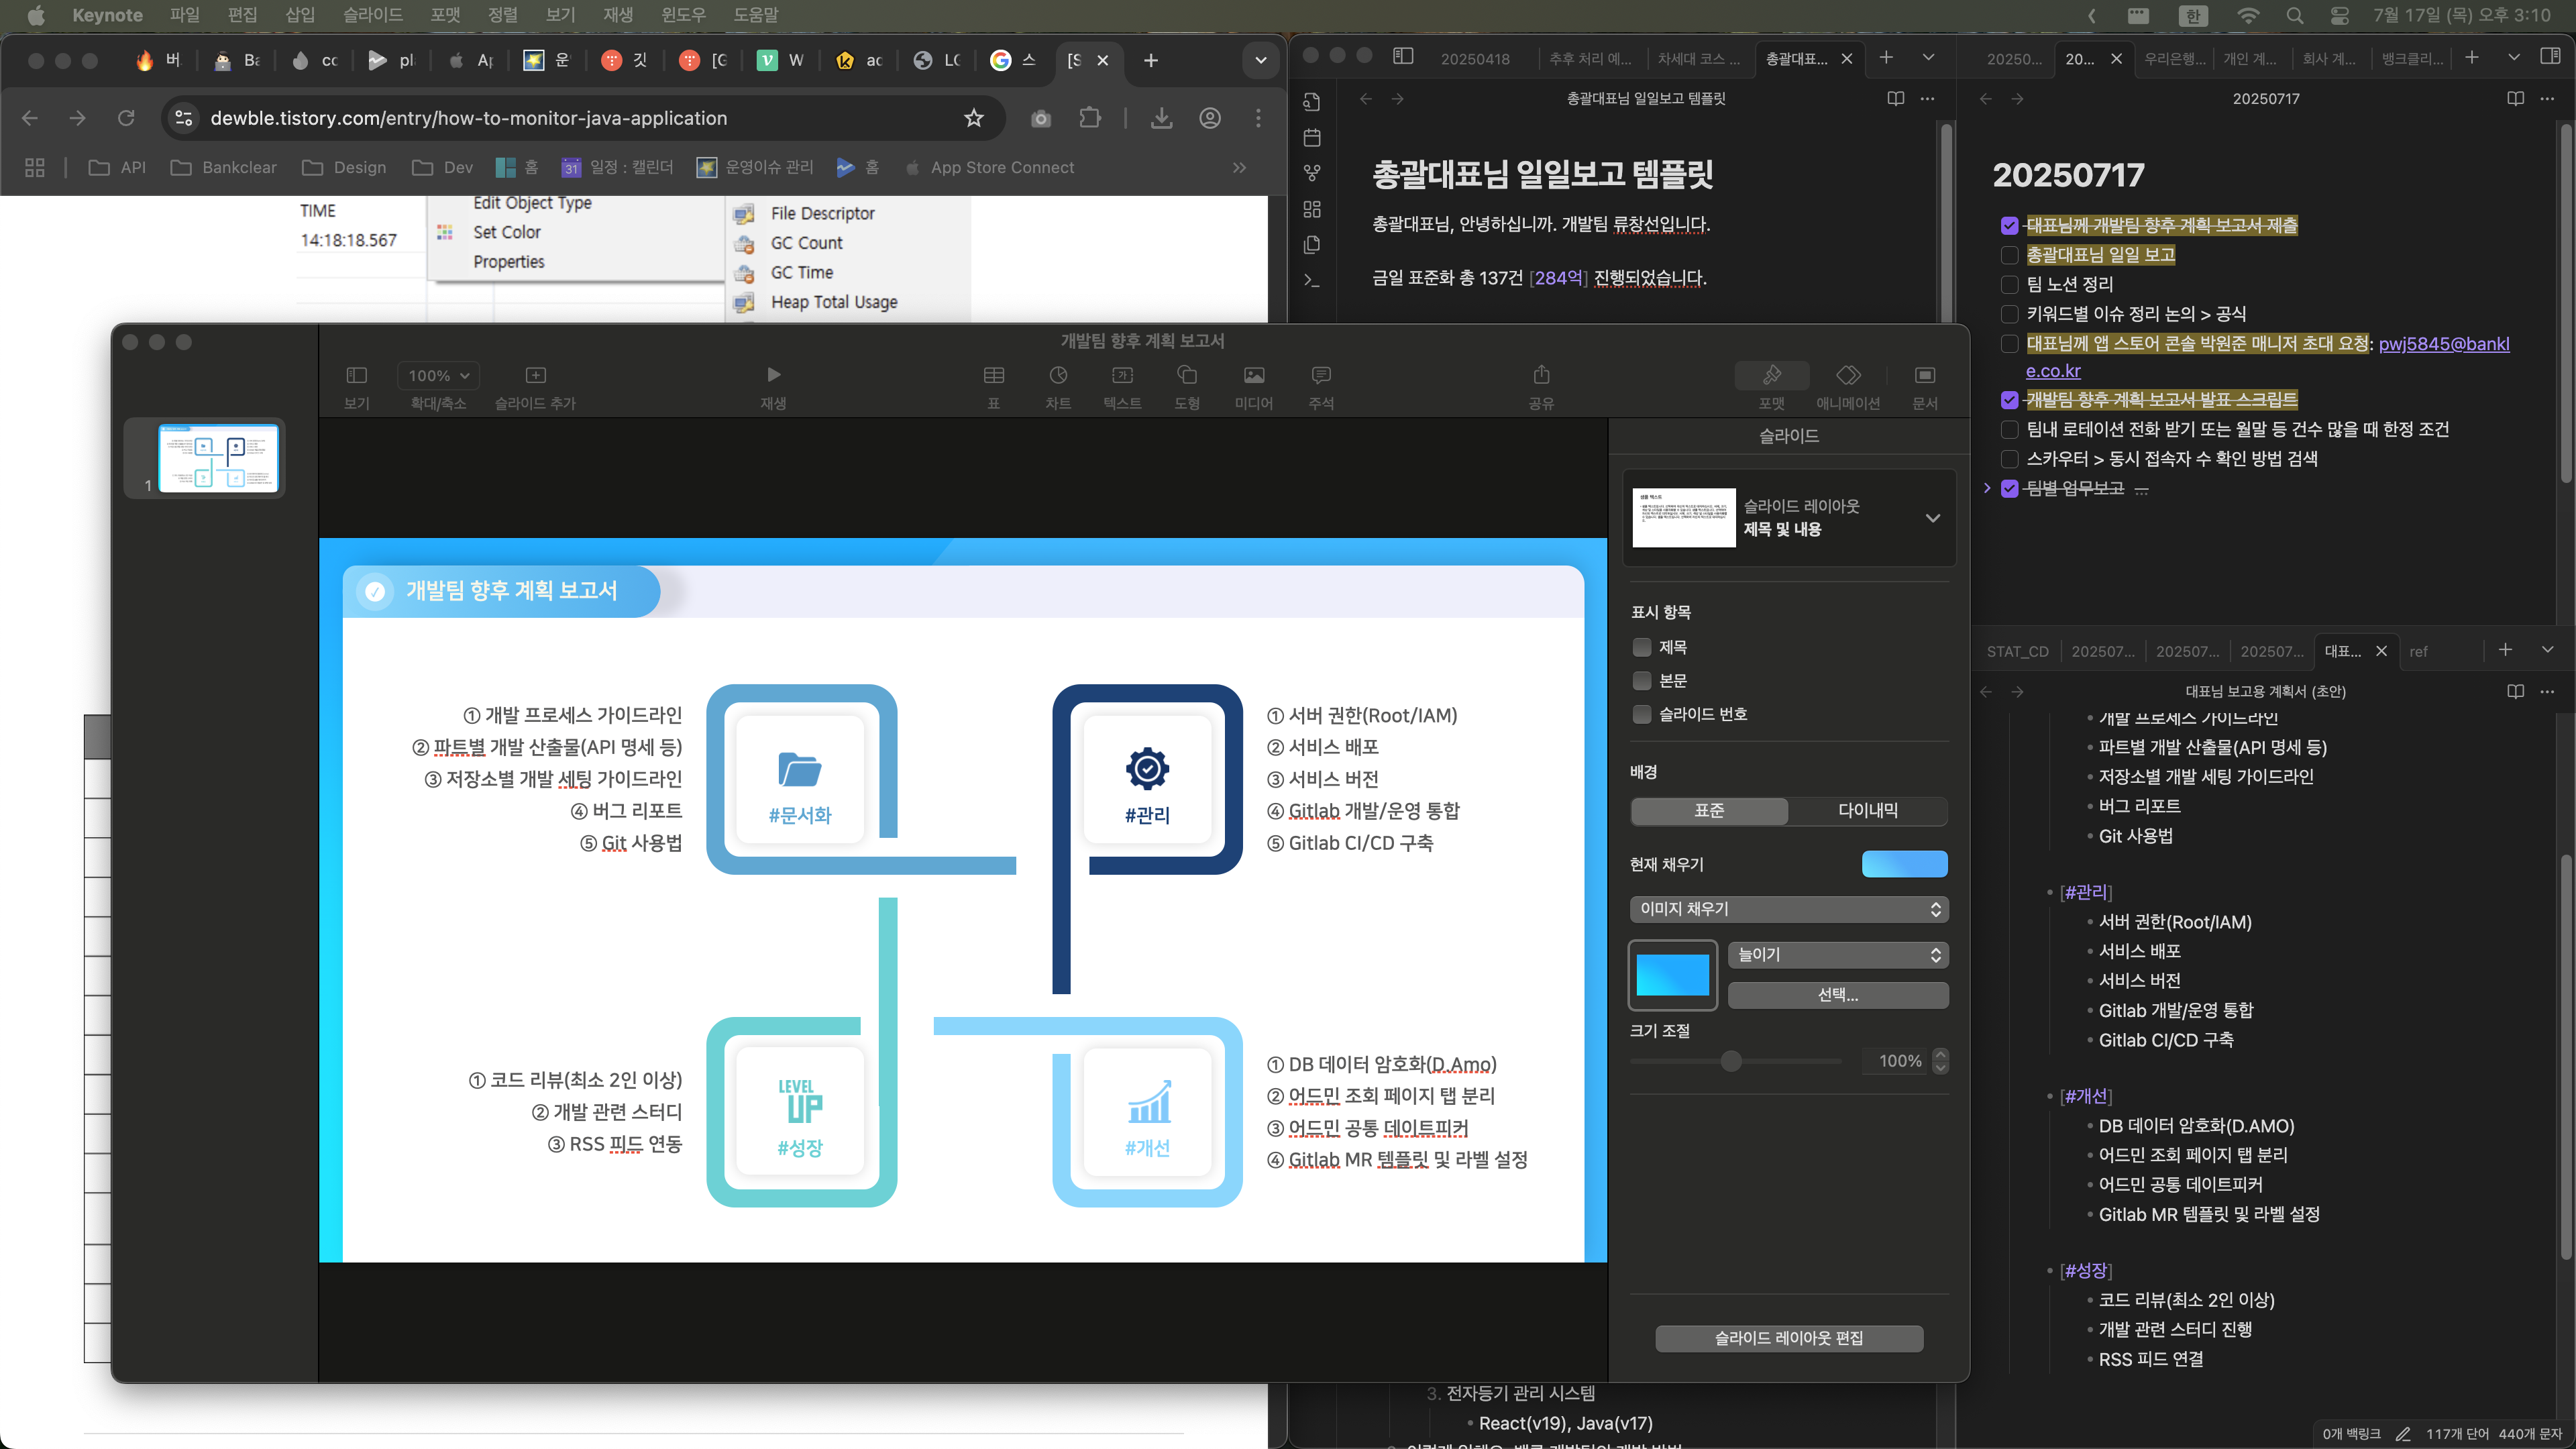 Keynote 파일 편집 삽입 슬라이드 포맷 정렬 보기 재생 윈도우 도움말
한 7월 17일 (목) 오후 3:10
버 Ba cc pl Ap 운 깃 [G W ac LC 스 [S
dewble.tistory.com/entry/how-to-monitor-java-application
API Bankclear Design Dev 홈 31 일정 : 캘린더 운영이슈 관리 홈 App Store Connect
TIME
14:18:18.567
Edit Object Type
Set Color
Properties
File Descriptor
GC Count
GC Time
Heap Total Usage
20250418 추후 처리 예... 차세대 코스 ... 총괄대표...
총괄대표님 일일보고 템플릿
총괄대표님 일일보고 템플릿
총괄대표님, 안녕하십니까. 개발팀 류창선입니다.
금일 표준화 총 137건 [284억] 진행되었습니다.
3. 전자등기 관리 시스템
React(v19), Java(v17)
20250... 20... 우리은행... 개인 계... 회사 계... 뱅크클리...
20250717
20250717
대표님께 개발팀 향후 계획 보고서 제출
총괄대표님 일일 보고
팀 노션 정리
키워드별 이슈 정리 논의 > 공식
대표님께 앱 스토어 콘솔 박원준 매니저 초대 요청: pwj5845@bankl
e.co.kr
개발팀 향후 계획 보고서 발표 스크립트
팀내 로테이션 전화 받기 또는 월말 등 건수 많을 때 한정 조건
스카우터 > 동시 접속자 수 확인 방법 검색
팀별 업무보고 ...
STAT_CD 202507... 202507... 202507... 대표... ref
대표님 보고용 계획서 (초안)
개발 프로세스 가이드라인
파트별 개발 산출물(API 명세 등)
저장소별 개발 세팅 가이드라인
버그 리포트
Git 사용법
[#관리]
서버 권한(Root/IAM)
서비스 배포
서비스 버전
Gitlab 개발/운영 통합
Gitlab CI/CD 구축
[#개선]
DB 데이터 암호화(D.AMO)
어드민 조회 페이지 탭 분리
어드민 공통 데이트피커
Gitlab MR 템플릿 및 라벨 설정
[#성장]
코드 리뷰(최소 2인 이상)
개발 관련 스터디 진행
RSS 피드 연결
0개 백링크 117개 단어 440개 문자
개발팀 향후 계획 보고서
100%
보기 확대/축소 슬라이드 추가 재생 표 차트 텍스트 도형 미디어 주석 공유 포맷 애니메이션 문서
1
개발팀 향후 계획 보고서
① 개발 프로세스 가이드라인
② 파트별 개발 산출물(API 명세 등)
③ 저장소별 개발 세팅 가이드라인
④ 버그 리포트
⑤ Git 사용법
#문서화
#관리
① 서버 권한(Root/IAM)
② 서비스 배포
③ 서비스 버전
④ Gitlab 개발/운영 통합
⑤ Gitlab CI/CD 구축
① 코드 리뷰(최소 2인 이상)
② 개발 관련 스터디
③ RSS 피드 연동
LEVEL
UP
#성장
#개선
① DB 데이터 암호화(D.Amo)
② 어드민 조회 페이지 탭 분리
③ 어드민 공통 데이트피커
④ Gitlab MR 템플릿 및 라벨 설정
슬라이드
슬라이드 레이아웃
제목 및 내용
표시 항목
제목
본문
슬라이드 번호
배경
표준 다이내믹
현재 채우기
이미지 채우기
늘이기
선택...
크기 조절
100%
슬라이드 레이아웃 편집